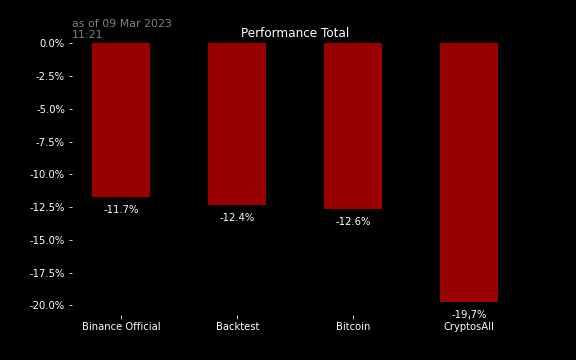 as of 09 Mar 2023
11:21
Performance Total
0.0%
-2.5%
-5.0%
-7.5%
-10.0%
-12.5%
-15.0%
-17.5%
-20.0%
-11.7%
-12.4%
-12.6%
-19,7%
Binance Official
Backtest
Bitcoin
CryptosAll